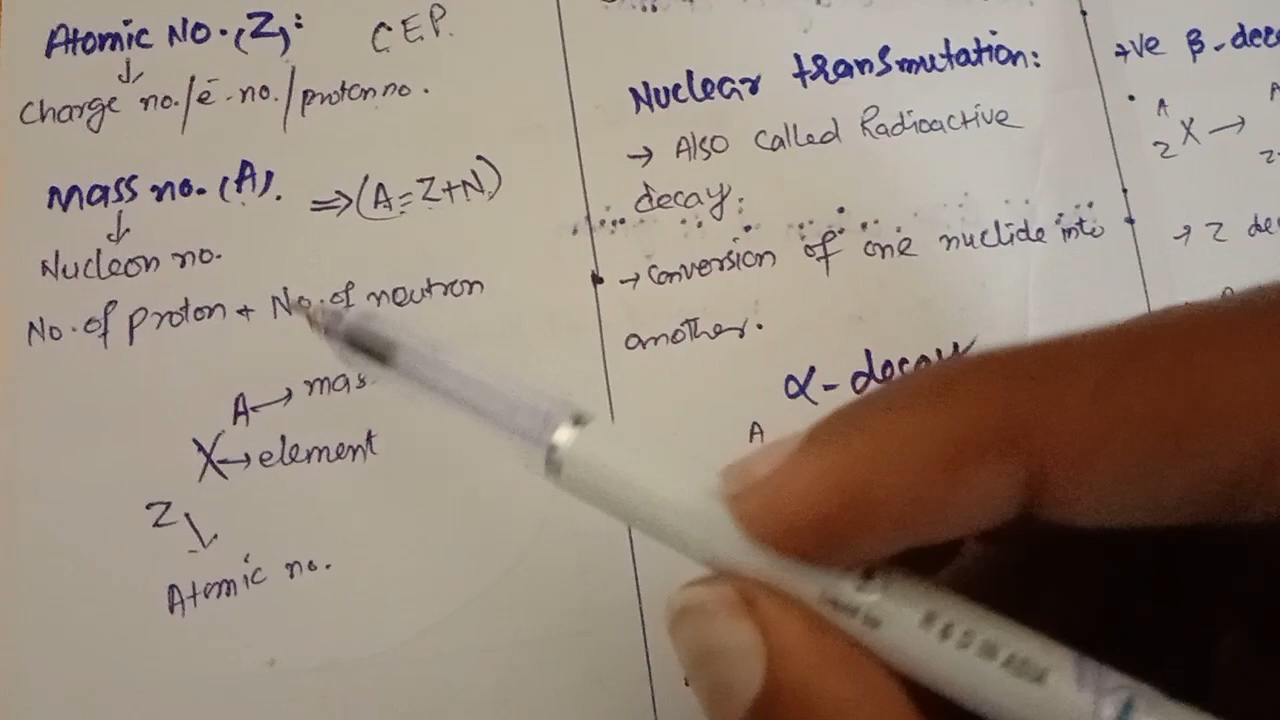 Atomic No. (Z):
CEP.
Charge no./e̅-no./proton no.
Mass no. (A). ⇒ (A=Z+N)
Nucleon no.
No. of proton + No. of neutron
A → mas
X → element
Z
Atomic no.
Nuclear transmutation:
→ Also called Radioactive
decay.
→ Conversion of one nuclide into
another.
α-decay
A
+ve β-dec
A
A
Z X →
Z-
→ Z de